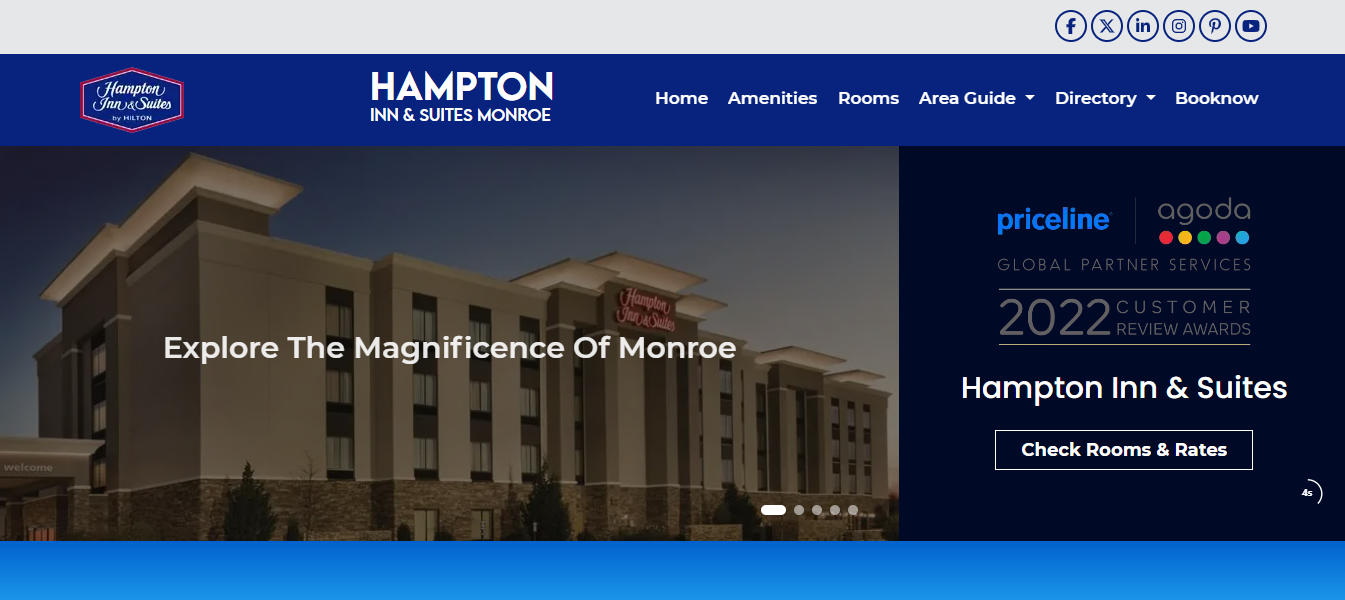 Hampton
Inn & Suites
by HILTON
HAMPTON
INN & SUITES MONROE
Home Amenities Rooms Area Guide Directory Booknow
Hampton
Inn & Suites
Explore The Magnificence Of Monroe
welcome
priceline agoda
GLOBAL PARTNER SERVICES
2022 CUSTOMER
REVIEW AWARDS
Hampton Inn & Suites
Check Rooms & Rates
4s